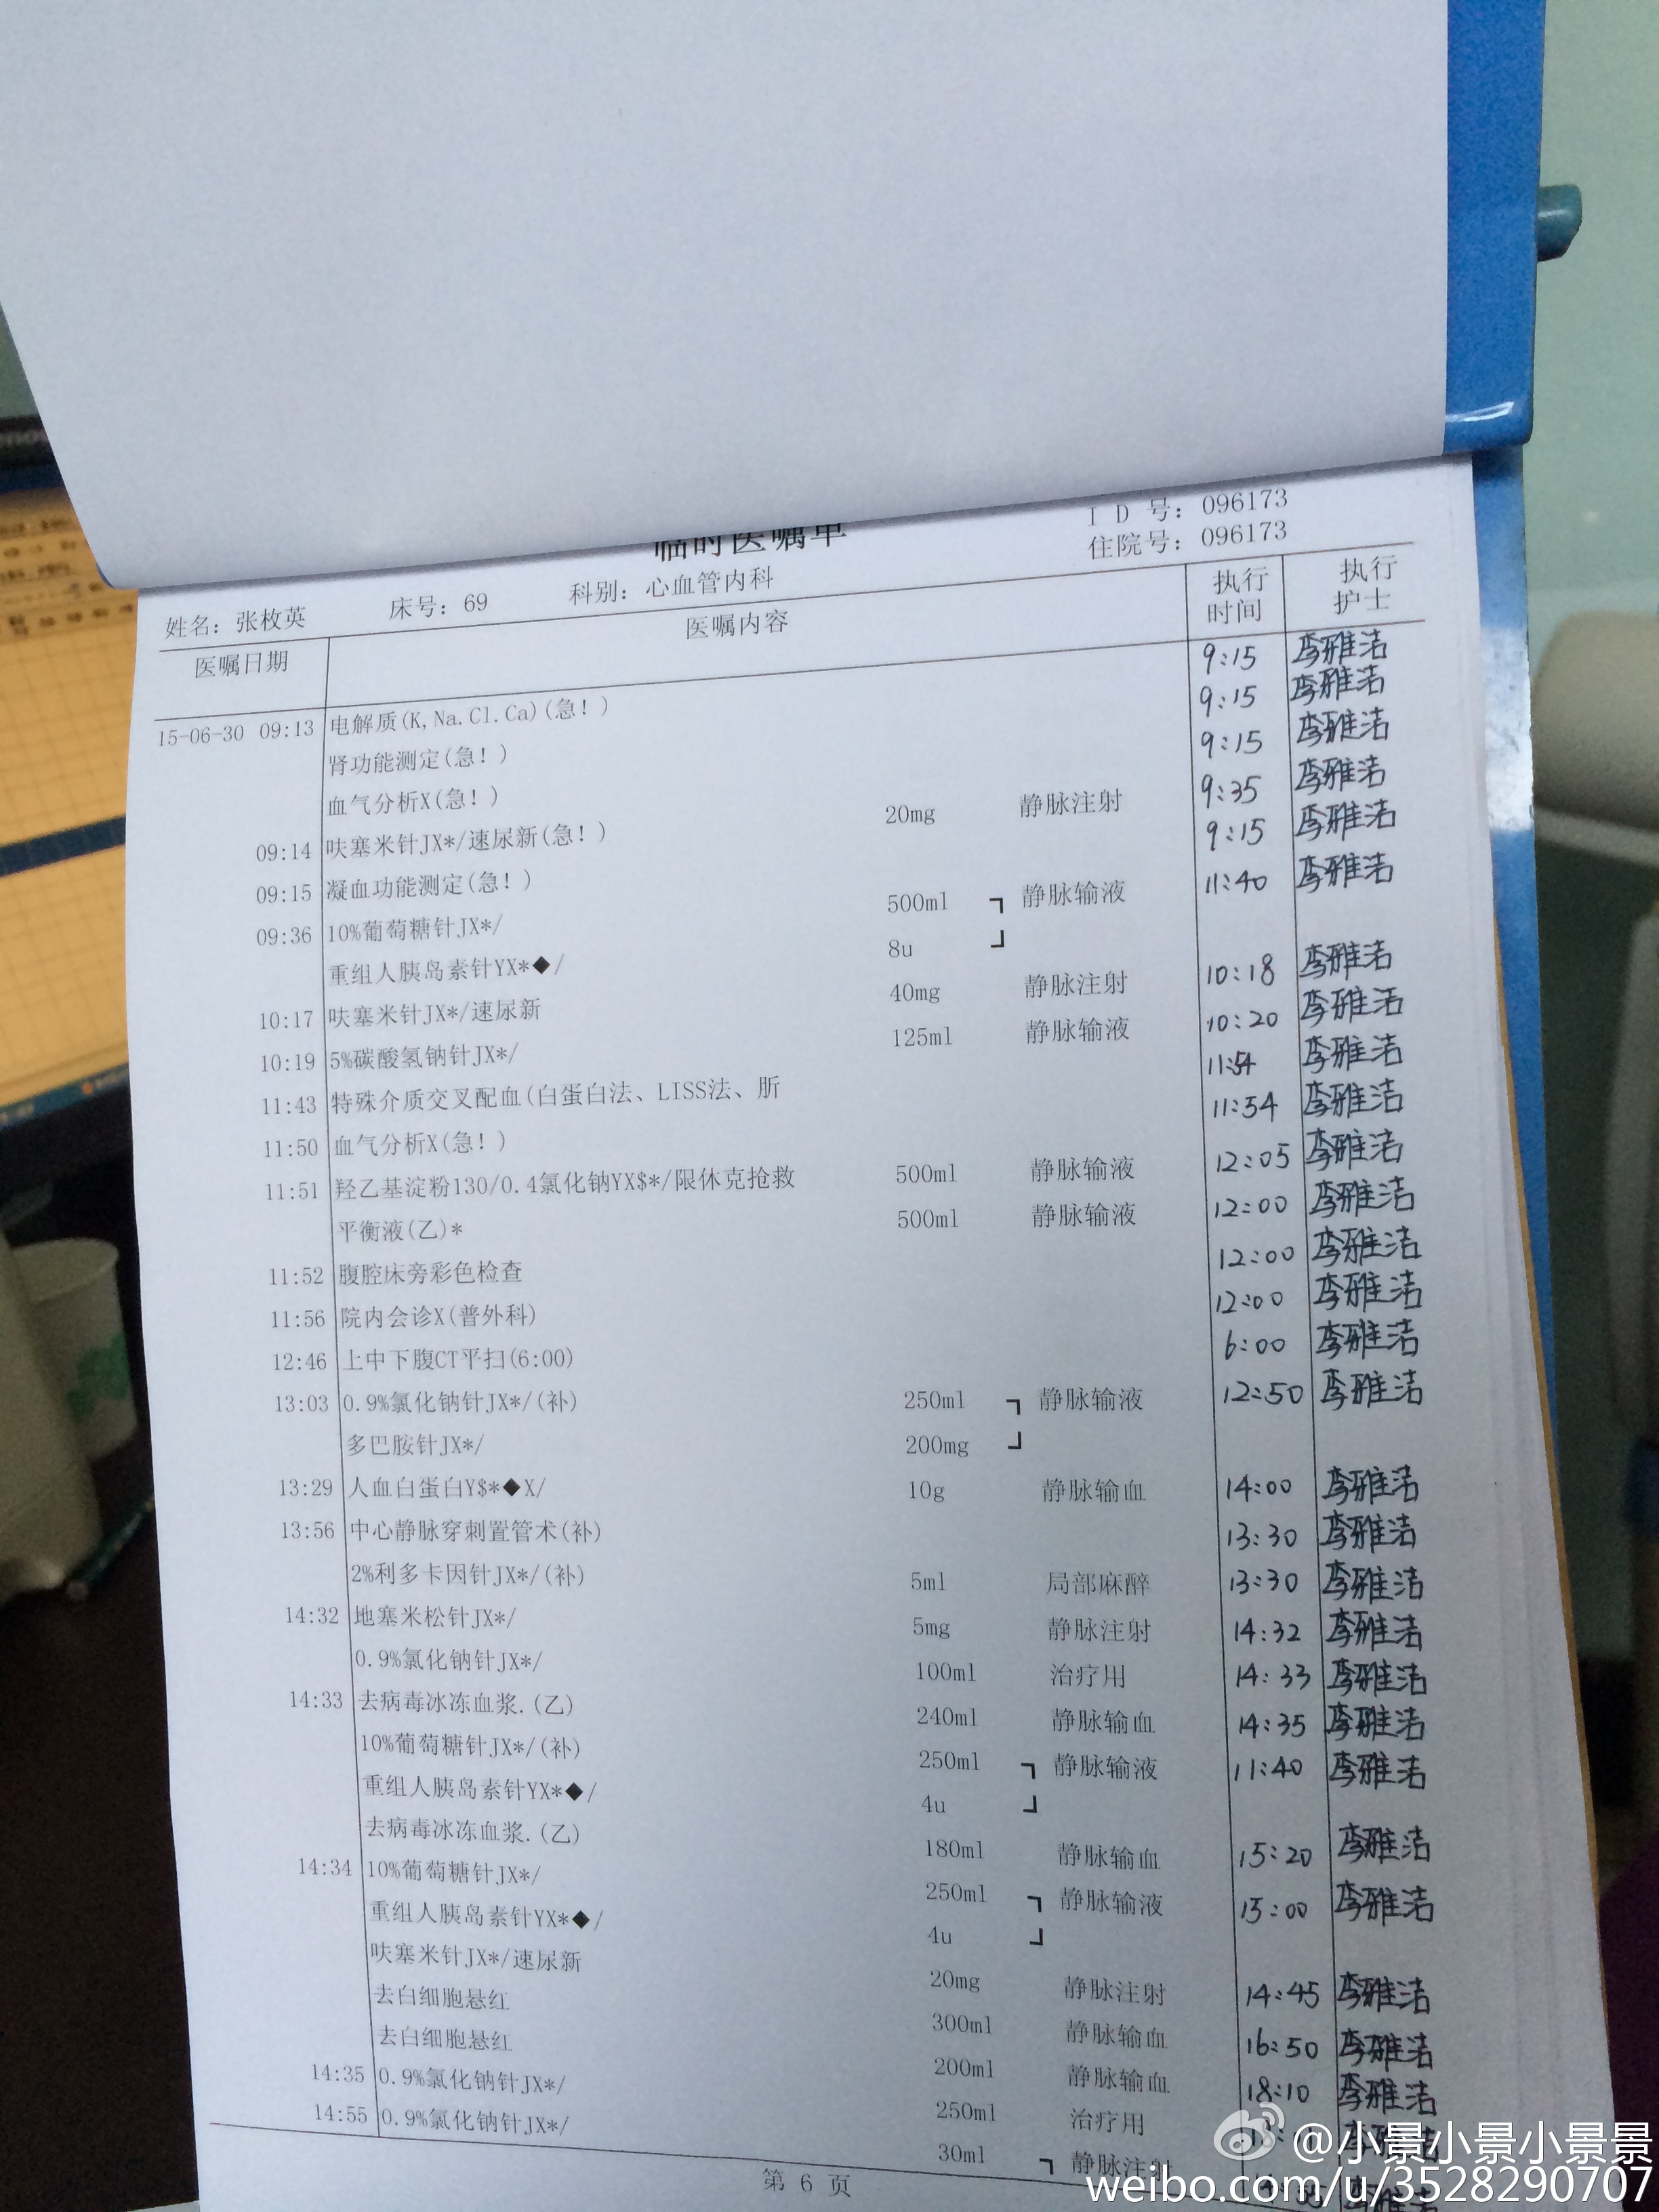 临时医嘱单
I D 号: 096173
住院号: 096173
姓名: 张枚英 床号: 69 科别: 心血管内科
医嘱日期 医嘱内容 执行时间 执行护士
15-06-30 09:13 电解质(K,Na.Cl.Ca)(急!) 9:15 李雅洁
肾功能测定(急!) 9:15 李雅洁
血气分析X(急!) 9:15 李雅洁
09:14 呋塞米针JX*/速尿新(急!) 20mg 静脉注射 9:35 李雅洁
09:15 凝血功能测定(急!) 9:15 李雅洁
09:36 10%葡萄糖针JX*/ 500ml ┐ 静脉输液 11:40 李雅洁
重组人胰岛素针YX*◆/ 8u ┘
10:17 呋塞米针JX*/速尿新 40mg 静脉注射 10:18 李雅洁
10:19 5%碳酸氢钠针JX*/ 125ml 静脉输液 10:20 李雅洁
11:43 特殊介质交叉配血(白蛋白法、LISS法、肵 11:54 李雅洁
11:50 血气分析X(急!) 11:54 李雅洁
11:51 羟乙基淀粉130/0.4氯化钠YX$*/限休克抢救 500ml 静脉输液 12:05 李雅洁
平衡液(乙)* 500ml 静脉输液 12:00 李雅洁
11:52 腹腔床旁彩色检查 12:00 李雅洁
11:56 院内会诊X(普外科) 12:00 李雅洁
12:46 上中下腹CT平扫(6:00) 6:00 李雅洁
13:03 0.9%氯化钠针JX*/(补) 250ml ┐ 静脉输液 12:50 李雅洁
多巴胺针JX*/ 200mg ┘
13:29 人血白蛋白Y$*◆X/ 10g 静脉输血 14:00 李雅洁
13:56 中心静脉穿刺置管术(补) 13:30 李雅洁
2%利多卡因针JX*/(补) 5ml 局部麻醉 13:30 李雅洁
14:32 地塞米松针JX*/ 5mg 静脉注射 14:32 李雅洁
0.9%氯化钠针JX*/ 100ml 治疗用 14:33 李雅洁
14:33 去病毒冰冻血浆.(乙) 240ml 静脉输血 14:35 李雅洁
10%葡萄糖针JX*/(补) 250ml ┐ 静脉输液 11:40 李雅洁
重组人胰岛素针YX*◆/ 4u ┘
去病毒冰冻血浆.(乙) 180ml 静脉输血 15:20 李雅洁
14:34 10%葡萄糖针JX*/ 250ml ┐ 静脉输液 15:00 李雅洁
重组人胰岛素针YX*◆/ 4u ┘
呋塞米针JX*/速尿新 20mg 静脉注射 14:45 李雅洁
去白细胞悬红 300ml 静脉输血 16:50 李雅洁
去白细胞悬红 200ml 静脉输血 18:10 李雅洁
14:35 0.9%氯化钠针JX*/ 250ml 治疗用
14:55 0.9%氯化钠针JX*/ 30ml ┐ 静脉注射
第 6 页
@小景小景小景景
weibo.com/u/3528290707